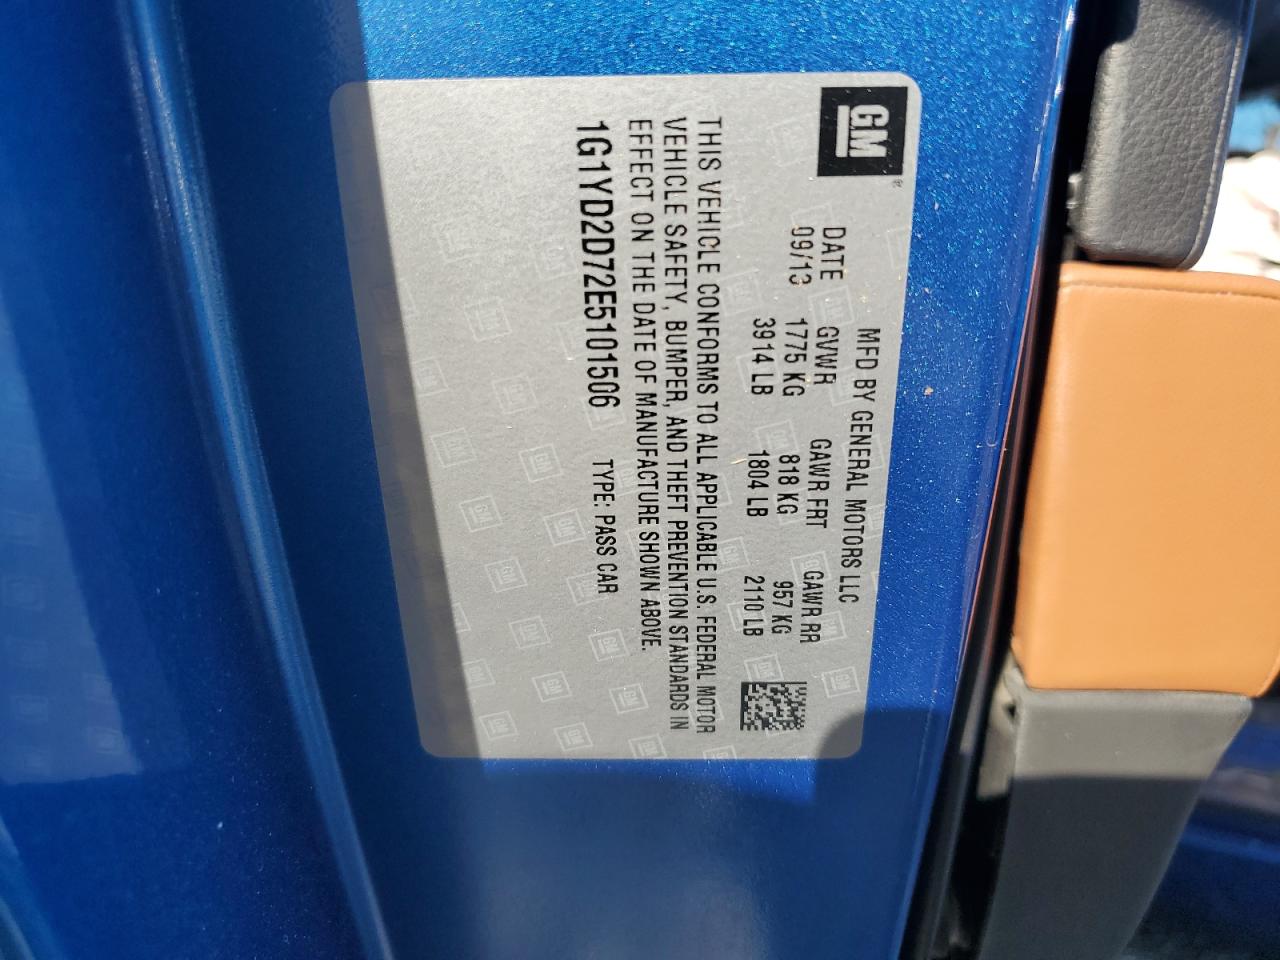 GM®
MFD BY GENERAL MOTORS LLC
DATE GVWR GAWR FRT GAWR RR
09/13 1775 KG 818 KG 957 KG
3914 LB 1804 LB 2110 LB
THIS VEHICLE CONFORMS TO ALL APPLICABLE U.S. FEDERAL MOTOR
VEHICLE SAFETY, BUMPER, AND THEFT PREVENTION STANDARDS IN
EFFECT ON THE DATE OF MANUFACTURE SHOWN ABOVE.
1G1YD2D72E5101506 TYPE: PASS CAR